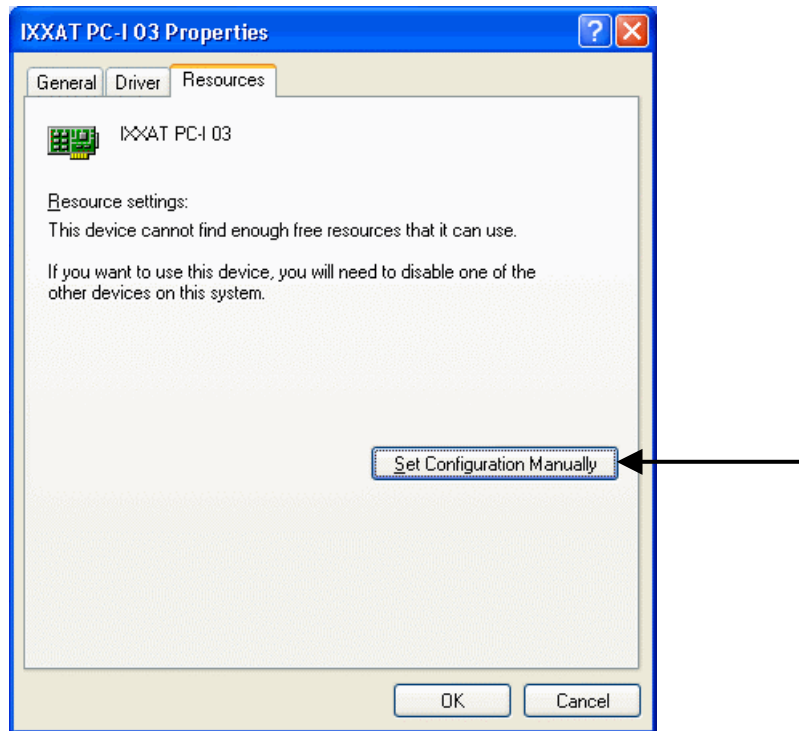 IXXAT PC-I 03 Properties
General Driver Resources
IXXAT PC-I 03
Resource settings:
This device cannot find enough free resources that it can use.
If you want to use this device, you will need to disable one of the
other devices on this system.
Set Configuration Manually
OK Cancel